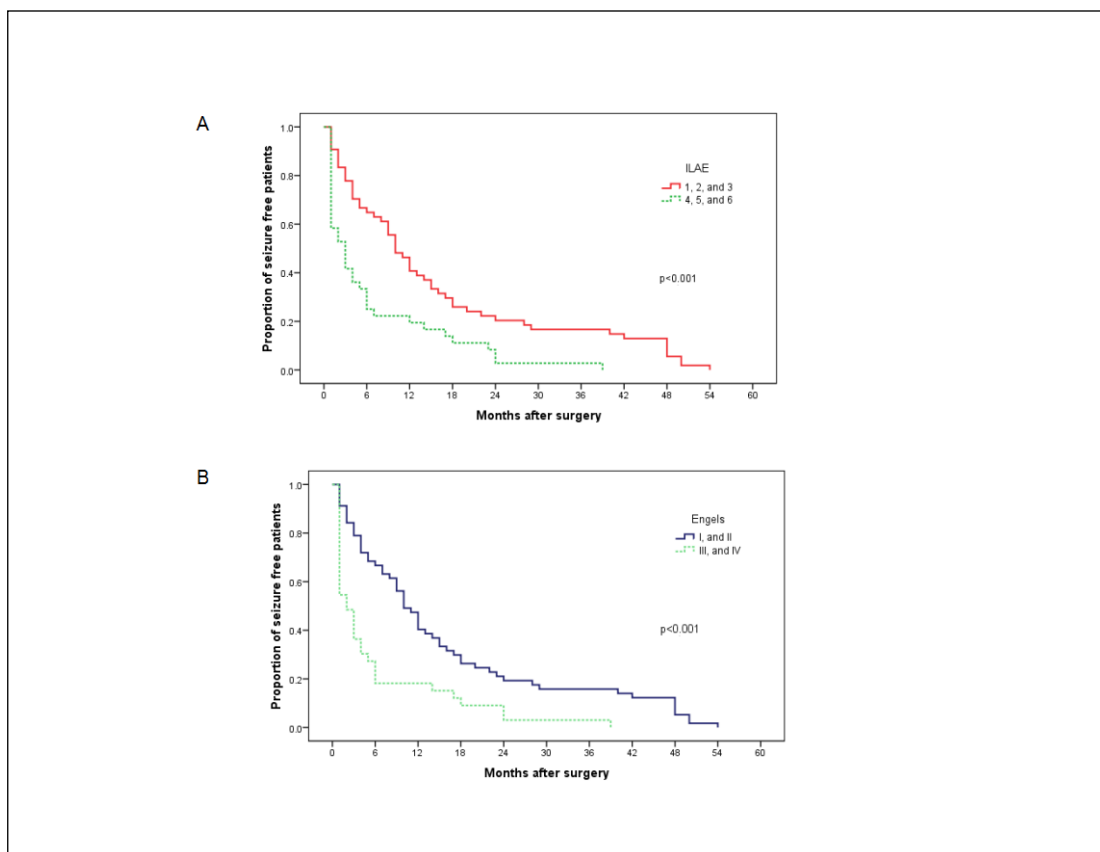 A
Proportion of seizure free patients
1.0
0.8
0.6
0.4
0.2
0.0
ILAE
1, 2, and 3
4, 5, and 6
p<0.001
0 6 12 18 24 30 36 42 48 54 60
Months after surgery
B
Proportion of seizure free patients
1.0
0.8
0.6
0.4
0.2
0.0
Engels
I, and II
III, and IV
p<0.001
0 6 12 18 24 30 36 42 48 54 60
Months after surgery